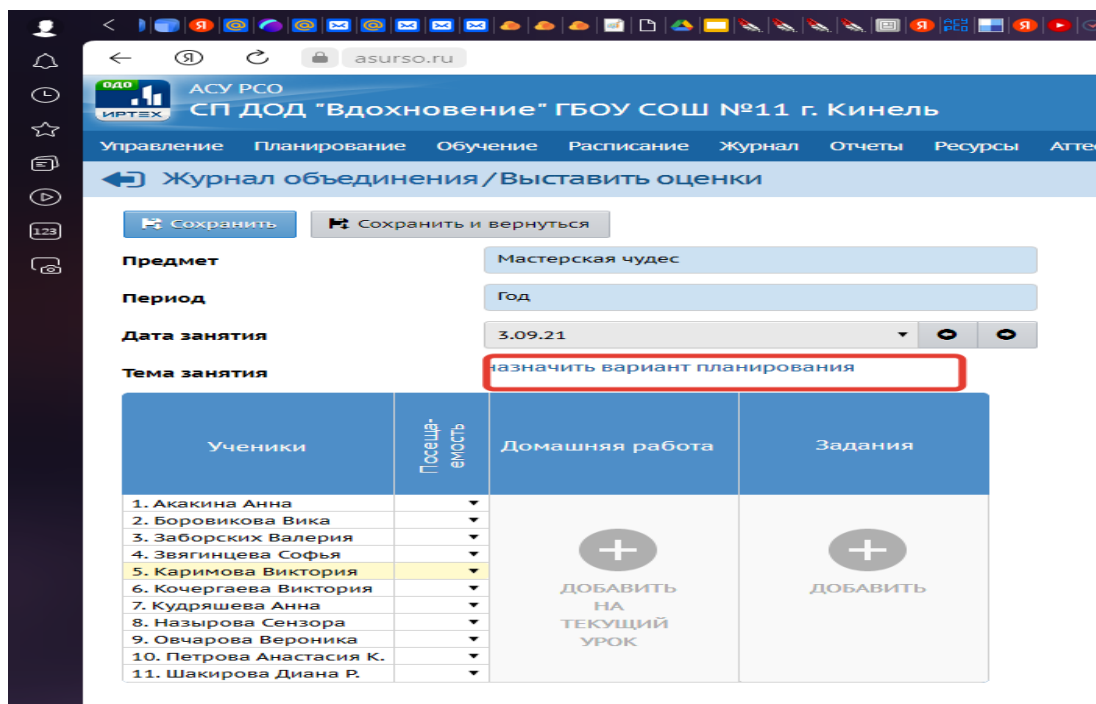 asurso.ru
ОДО
ИРТЕХ
АСУ РСО
СП ДОД "Вдохновение" ГБОУ СОШ №11 г. Кинель
Управление Планирование Обучение Расписание Журнал Отчеты Ресурсы Атте
Журнал объединения/Выставить оценки
Сохранить Сохранить и вернуться
Предмет Мастерская чудес
Период Год
Дата занятия 3.09.21
Тема занятия назначить вариант планирования
Ученики Посеща-емость Домашняя работа Задания
1. Акакина Анна
2. Боровикова Вика
3. Заборских Валерия
4. Звягинцева Софья
5. Каримова Виктория
6. Кочергаева Виктория
7. Кудряшева Анна
8. Назырова Сензора
9. Овчарова Вероника
10. Петрова Анастасия К.
11. Шакирова Диана Р.
ДОБАВИТЬ
НА
ТЕКУЩИЙ
УРОК
ДОБАВИТЬ
123